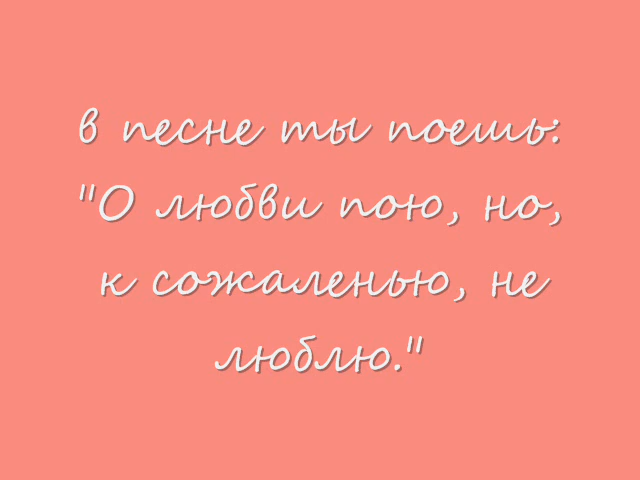 в песне ты поешь:
"О любви пою, но,
к сожаленью, не
люблю."